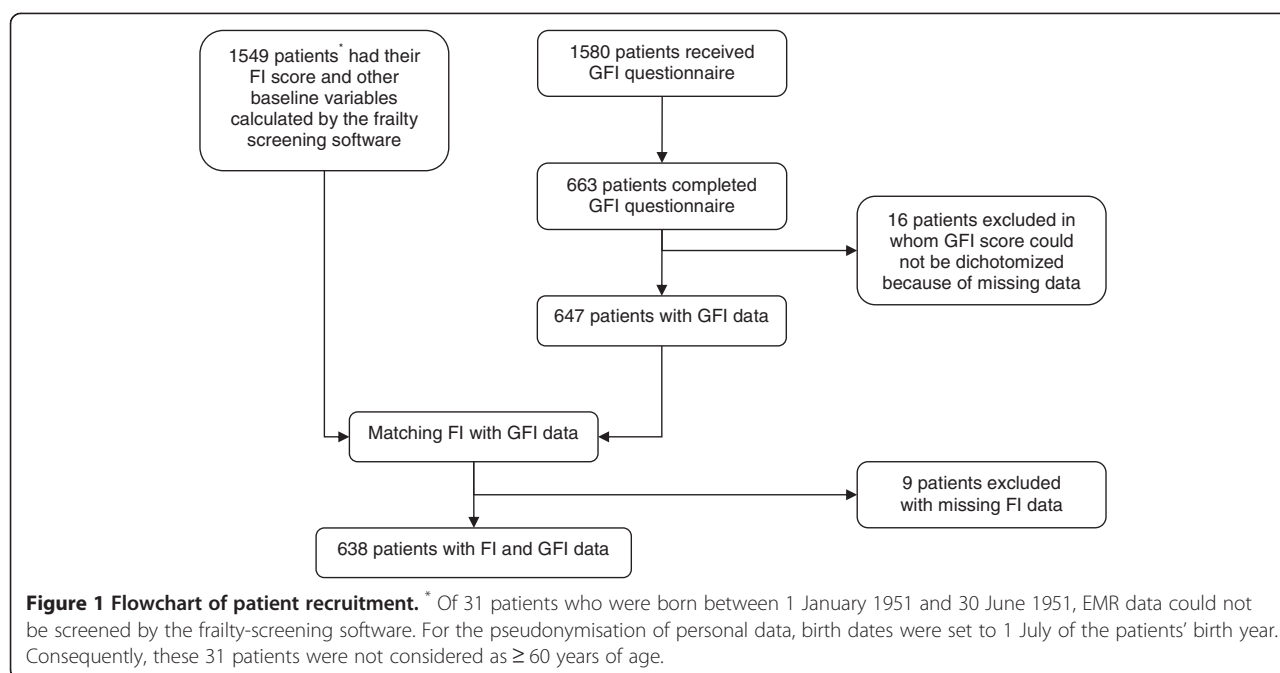 1549 patients* had their
FI score and other
baseline variables
calculated by the frailty
screening software
1580 patients received
GFI questionnaire
663 patients completed
GFI questionnaire
16 patients excluded in
whom GFI score could
not be dichotomized
because of missing data
647 patients with GFI data
Matching FI with GFI data
9 patients excluded
with missing FI data
638 patients with FI and GFI data
Figure 1 Flowchart of patient recruitment. * Of 31 patients who were born between 1 January 1951 and 30 June 1951, EMR data could not
be screened by the frailty-screening software. For the pseudonymisation of personal data, birth dates were set to 1 July of the patients’ birth year.
Consequently, these 31 patients were not considered as ≥ 60 years of age.